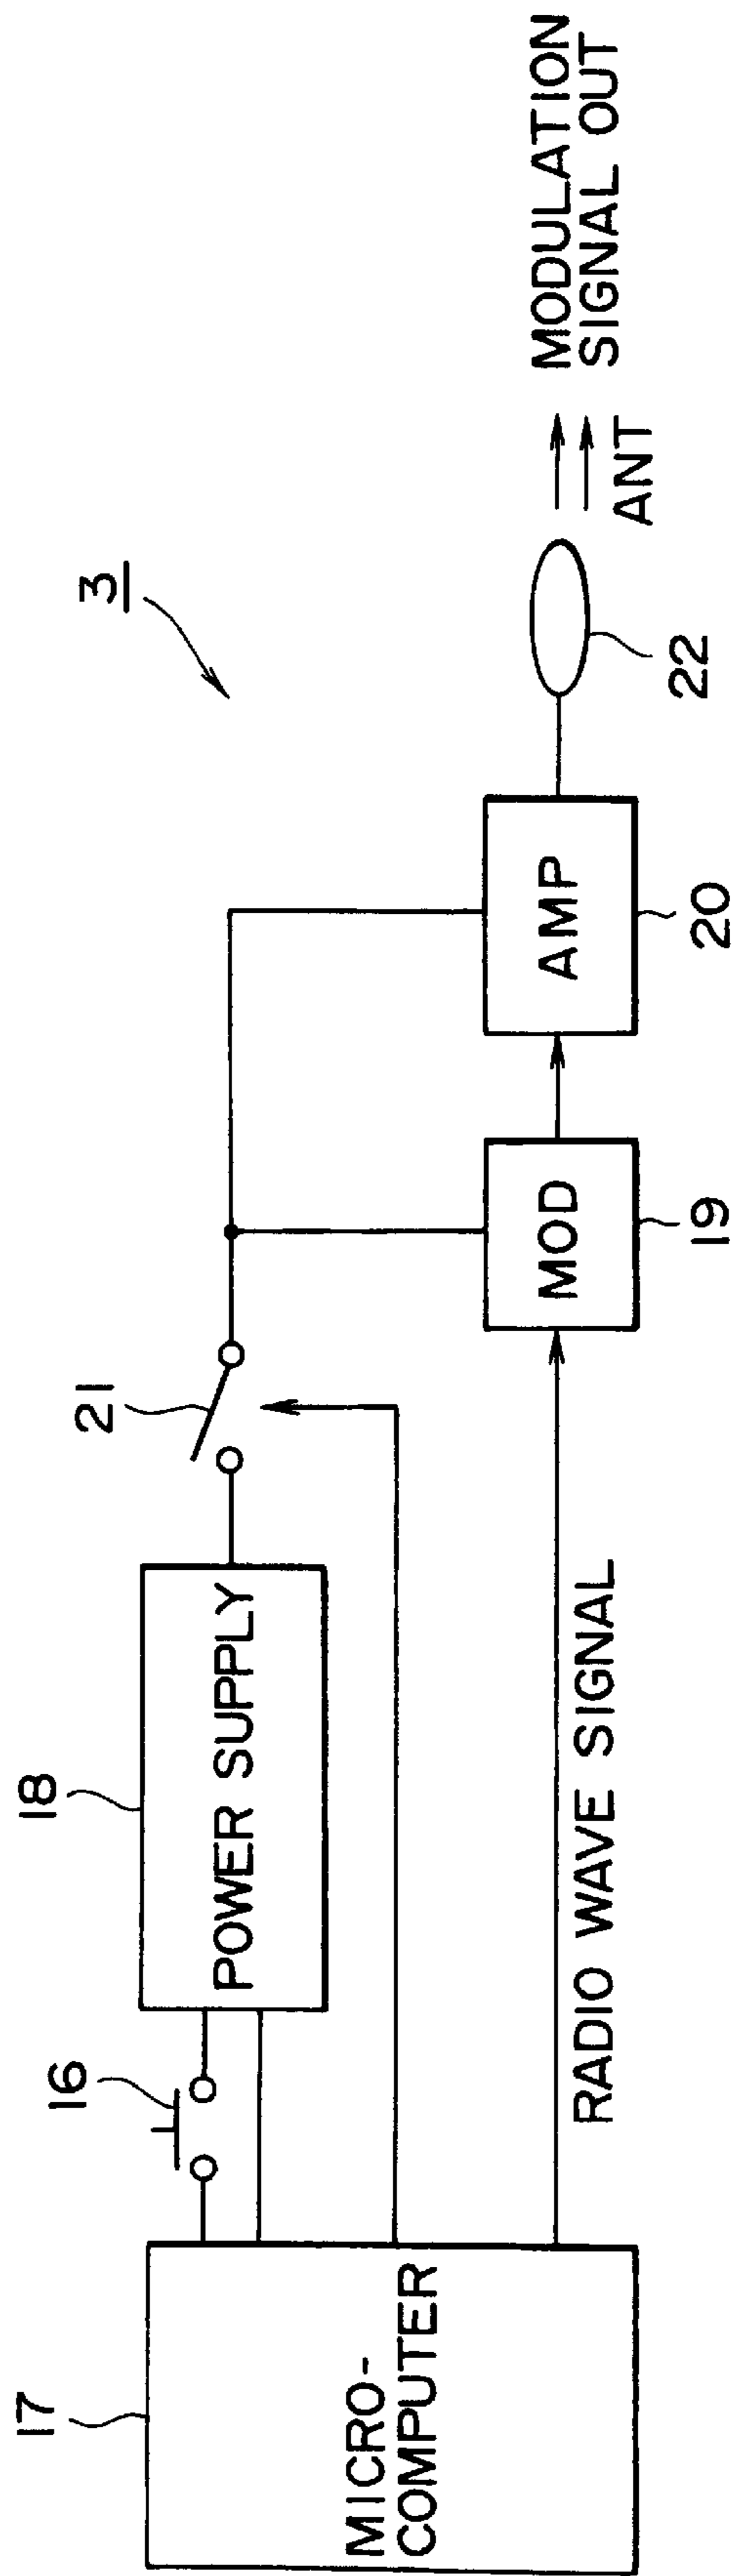 3
17
MICRO-
COMPUTER
16
18
POWER SUPPLY
21
RADIO WAVE SIGNAL
MOD
19
AMP
20
22
ANT
MODULATION
SIGNAL OUT